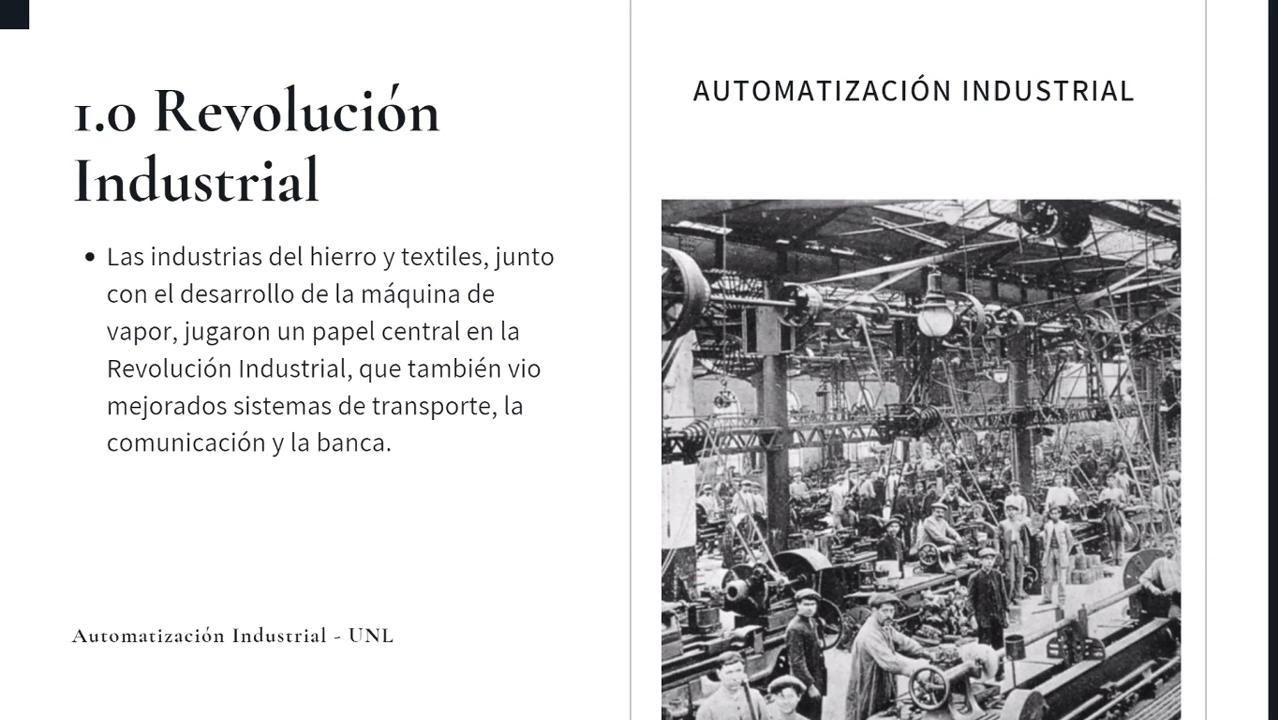 1.0 Revolución
Industrial
• Las industrias del hierro y textiles, junto
con el desarrollo de la máquina de
vapor, jugaron un papel central en la
Revolución Industrial, que también vio
mejorados sistemas de transporte, la
comunicación y la banca.
Automatización Industrial - UNL
AUTOMATIZACIÓN INDUSTRIAL